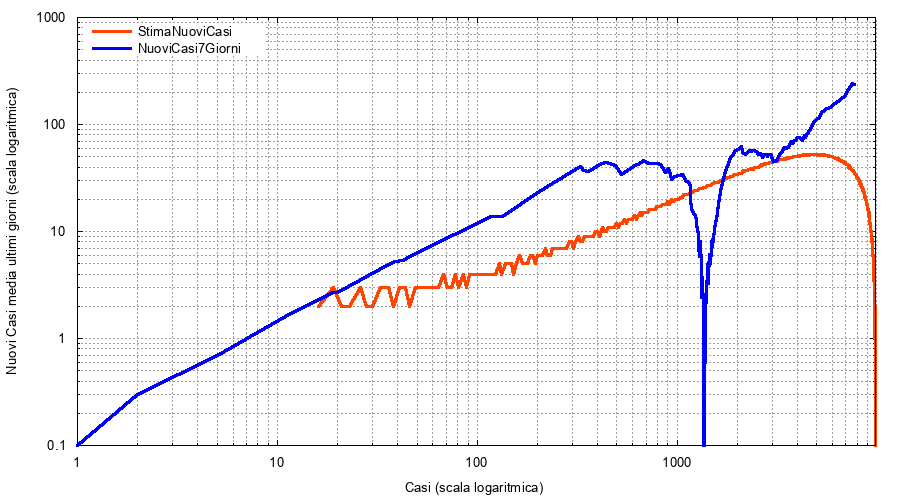 1000
StimaNuoviCasi
NuoviCasi7Giorni
100
10
1
0.1
Nuovi Casi media ultimi giorni (scala logaritmica)
1
10
100
1000
Casi (scala logaritmica)